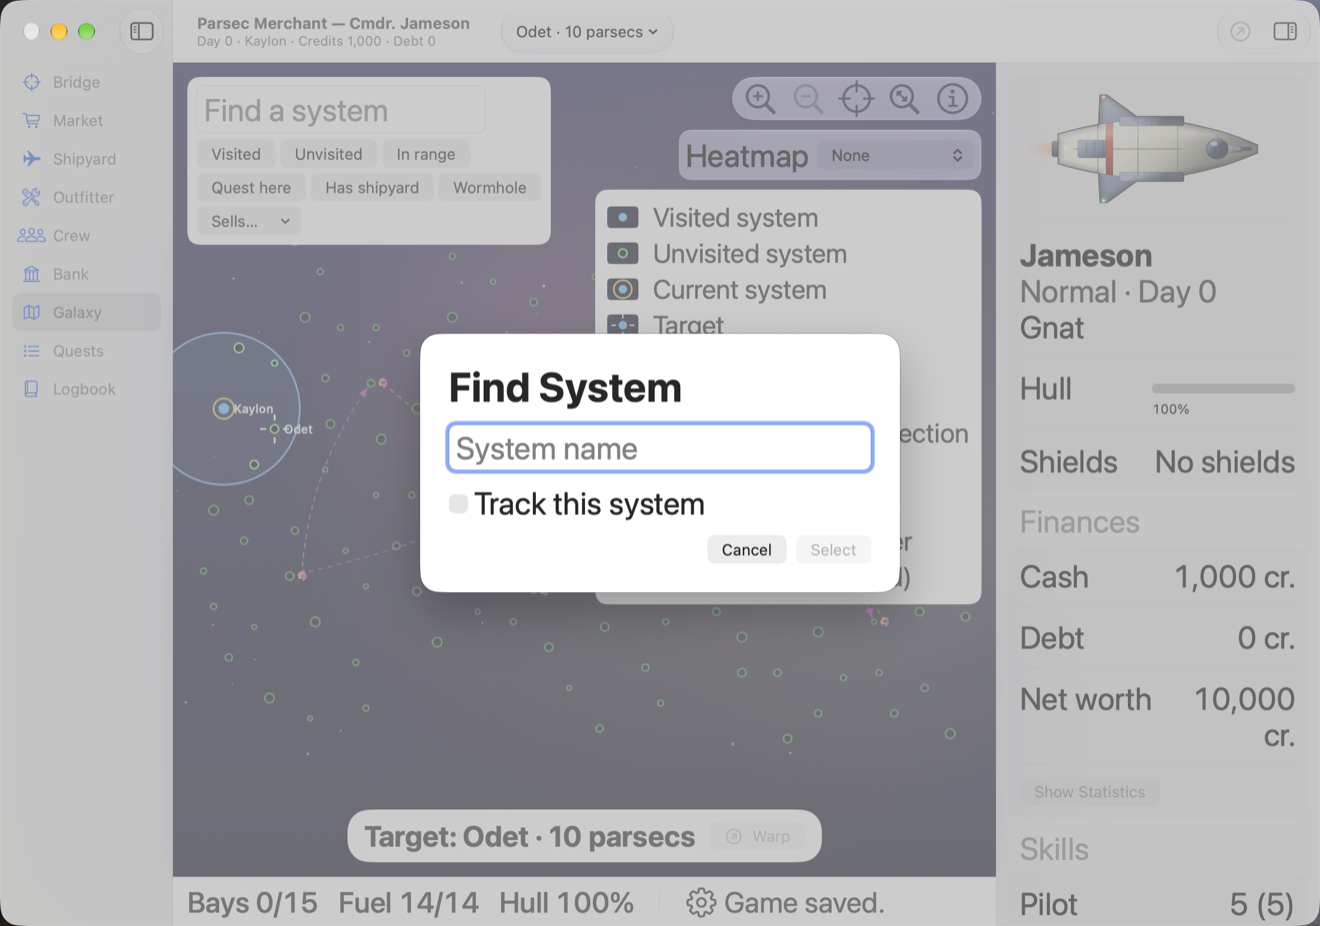 Parsec Merchant — Cmdr. Jameson
Day 0 · Kaylon · Credits 1,000 · Debt 0
Odet · 10 parsecs
Bridge
Market
Shipyard
Outfitter
Crew
Bank
Galaxy
Quests
Logbook
Find a system
Visited
Unvisited
In range
Quest here
Has shipyard
Wormhole
Sells...
Heatmap
None
Visited system
Unvisited system
Current system
Target
ection
Kaylon
Odet
Find System
System name
Track this system
Cancel
Select
Target: Odet · 10 parsecs
Warp
Bays 0/15
Fuel 14/14
Hull 100%
Game saved.
Jameson
Normal · Day 0
Gnat
Hull
100%
Shields
No shields
Finances
Cash
1,000 cr.
Debt
0 cr.
Net worth
10,000
cr.
Show Statistics
Skills
Pilot
5 (5)